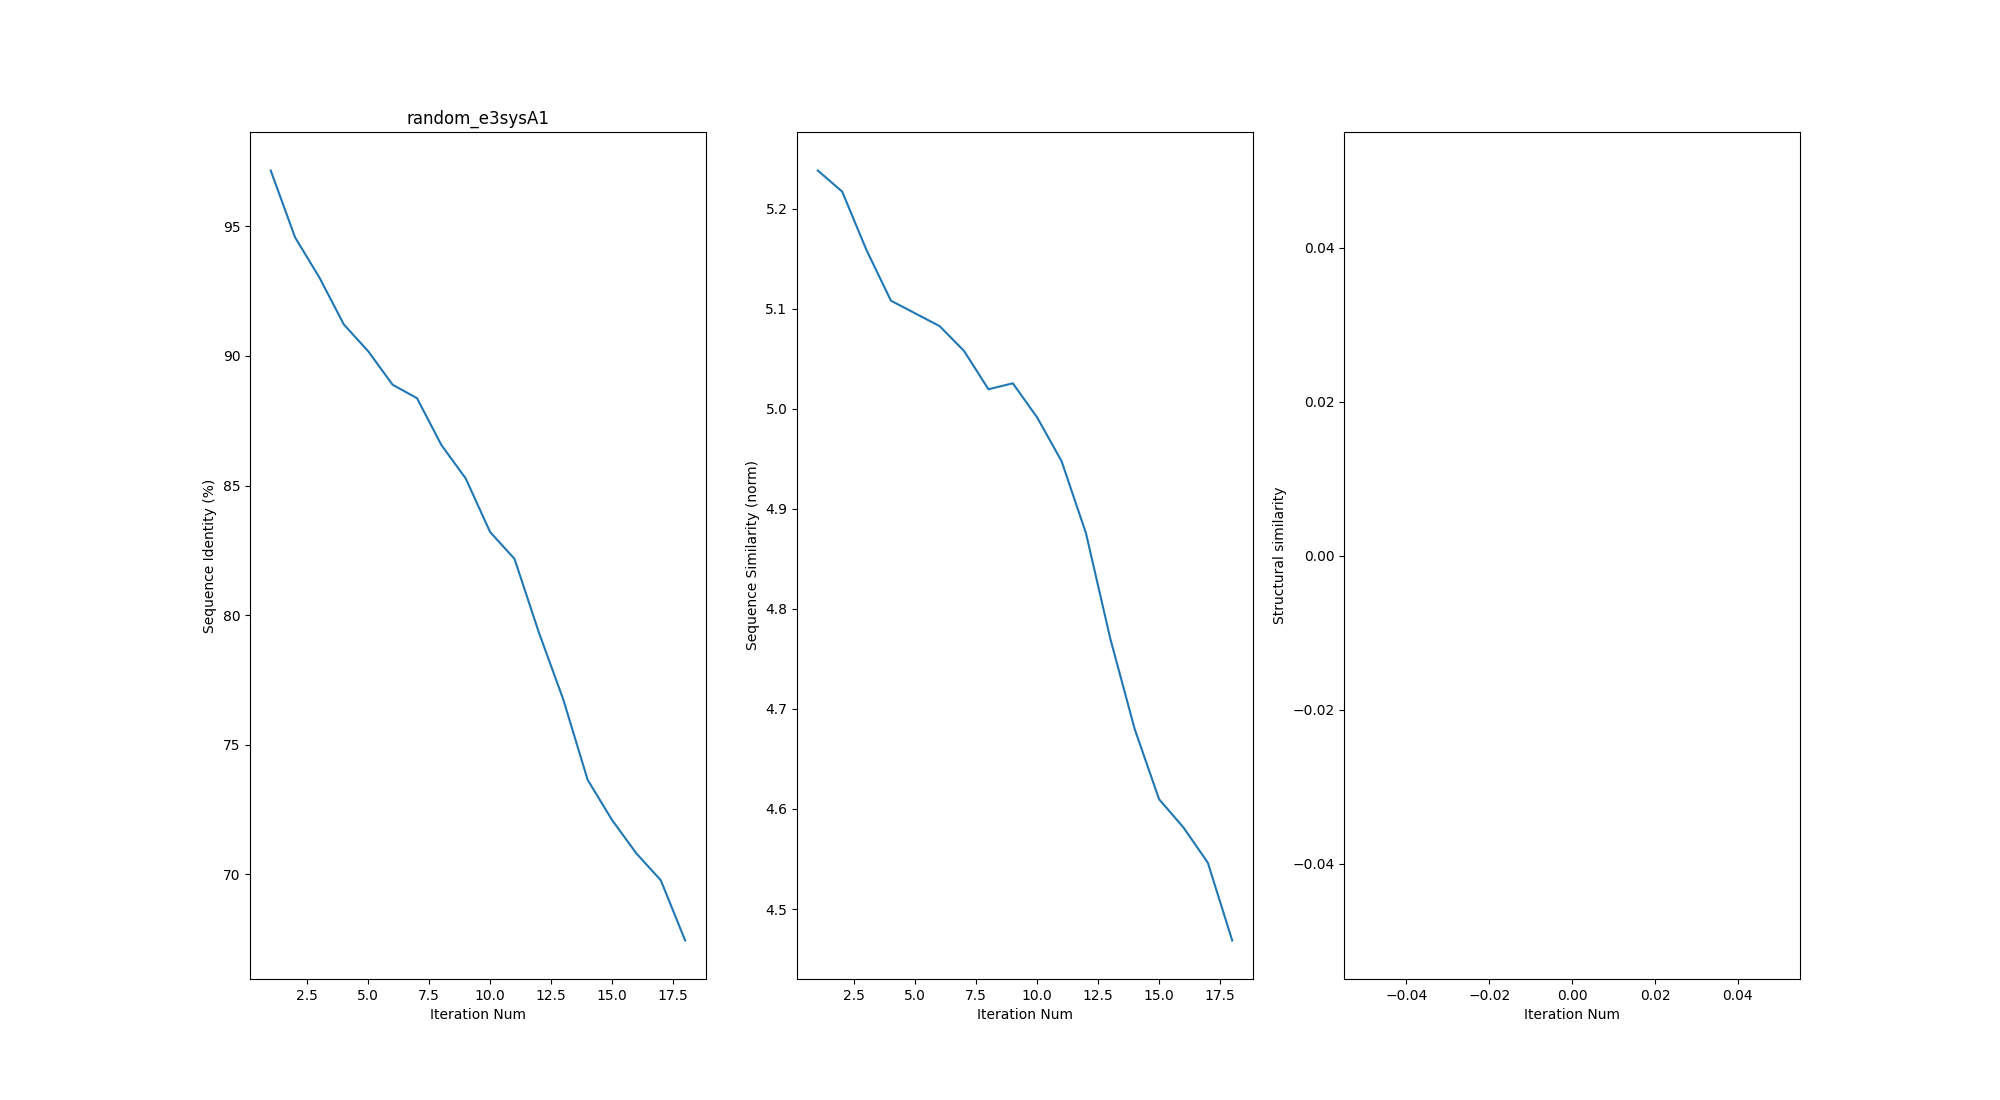 random_e3sysA1
Sequence Identity (%)
95
90
85
80
75
70
2.5 5.0 7.5 10.0 12.5 15.0 17.5
Iteration Num
Sequence Similarity (norm)
5.2
5.1
5.0
4.9
4.8
4.7
4.6
4.5
2.5 5.0 7.5 10.0 12.5 15.0 17.5
Iteration Num
Structural similarity
0.04
0.02
0.00
−0.02
−0.04
−0.04 −0.02 0.00 0.02 0.04
Iteration Num